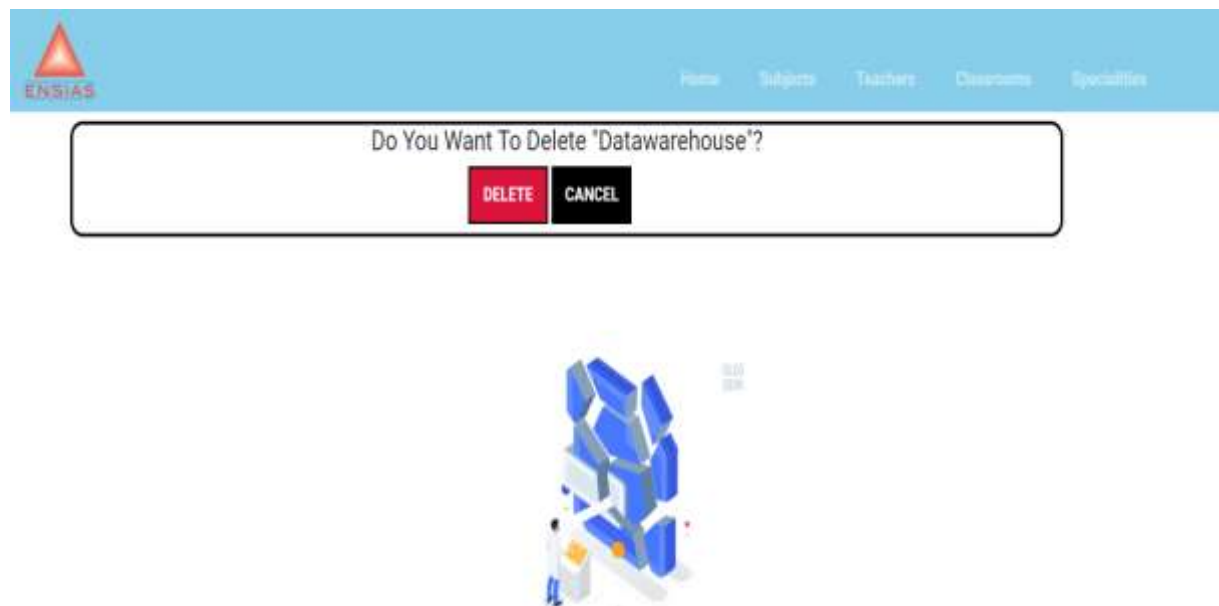 ENSIAS
Home Subjects Teachers Classrooms Specialities
Do You Want To Delete "Datawarehouse"?
DELETE CANCEL